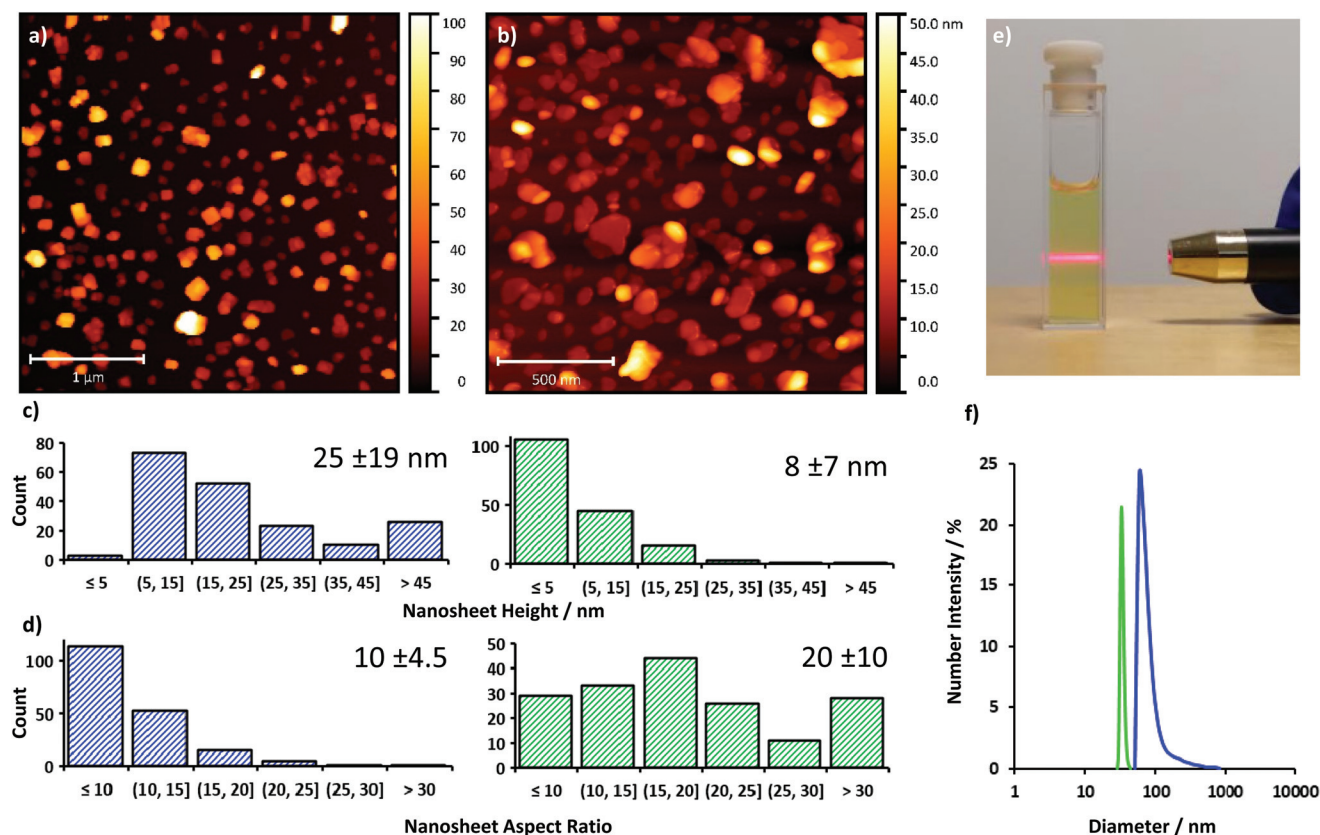 a)
100
90
80
70
60
50
40
30
20
10
0
1 µm
b)
50.0 nm
45.0
40.0
35.0
30.0
25.0
20.0
15.0
10.0
5.0
0.0
500 nm
e)
c)
25 ±19 nm
Count
80
60
40
20
0
≤ 5 (5, 15] (15, 25] (25, 35] (35, 45] > 45
8 ±7 nm
100
50
0
≤ 5 (5, 15] (15, 25] (25, 35] (35, 45] > 45
Nanosheet Height / nm
d)
10 ±4.5
Count
100
50
0
≤ 10 (10, 15] (15, 20] (20, 25] (25, 30] > 30
20 ±10
50
40
30
20
10
0
≤ 10 (10, 15] (15, 20] (20, 25] (25, 30] > 30
Nanosheet Aspect Ratio
f)
Number Intensity / %
25
20
15
10
5
0
1 10 100 1000 10000
Diameter / nm